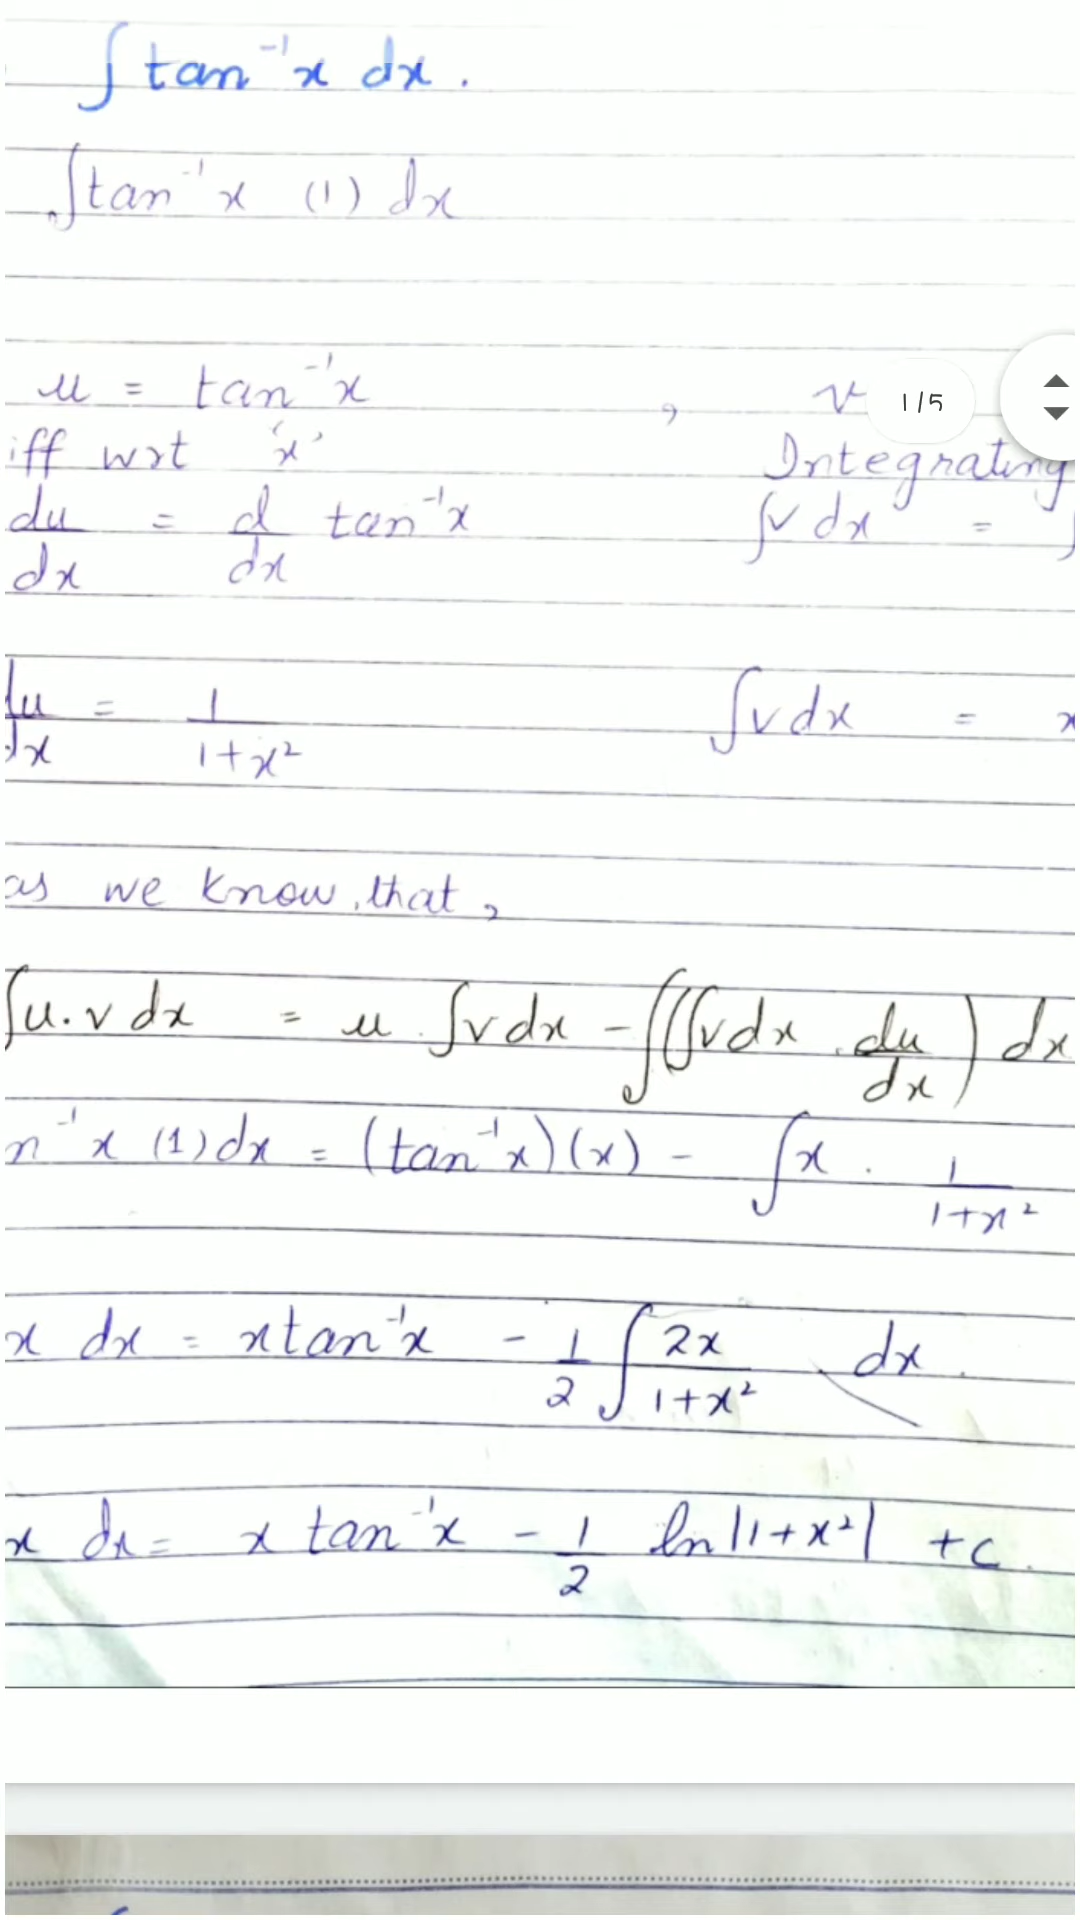 ∫ tan⁻¹x dx.
∫tan⁻¹x (1) dx
u = tan⁻¹x , v
1/5
iff wrt 'x' Integrating
du/dx = d/dx tan⁻¹x ∫v dx =
du/dx = 1/(1+x²) ∫v dx = x
as we know that,
∫u.v dx = u.∫v dx - ∫(∫v dx . du/dx) dx
n⁻¹x (1)dx = (tan⁻¹x)(x) - ∫x . 1/(1+x²)
x dx = x tan⁻¹x - 1/2 ∫ 2x/(1+x²) dx.
x dx = x tan⁻¹x - 1/2 ln|1+x²| + c.